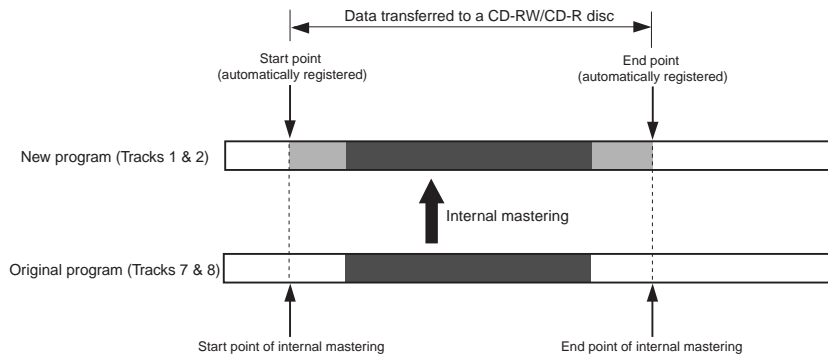 Data transferred to a CD-RW/CD-R disc
Start point
(automatically registered)
End point
(automatically registered)
New program (Tracks 1 & 2)
Internal mastering
Original program (Tracks 7 & 8)
Start point of internal mastering
End point of internal mastering